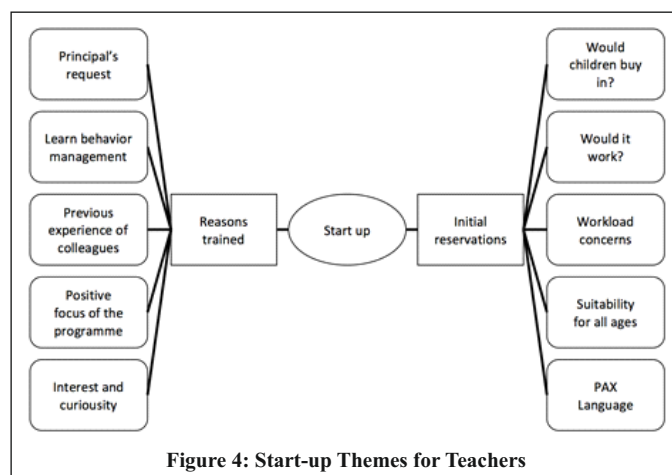 Principal's
request
Learn behavior
management
Previous
experience of
colleagues
Positive
focus of the
programme
Interest and
curiousity
Reasons
trained
Start up
Initial
reservations
Would
children buy
in?
Would it
work?
Workload
concerns
Suitability
for all ages
PAX
Language
Figure 4: Start-up Themes for Teachers